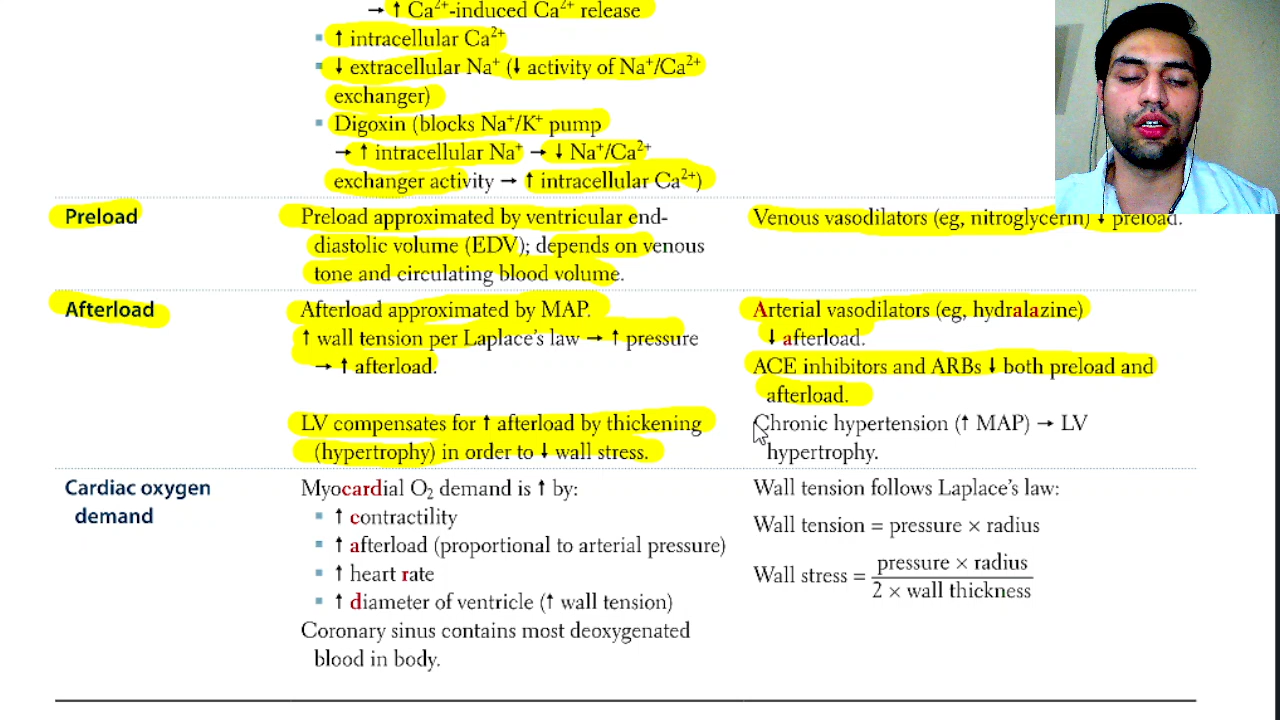 → ↑ Ca²⁺-induced Ca²⁺ release
▪ ↑ intracellular Ca²⁺
▪ ↓ extracellular Na⁺ (↓ activity of Na⁺/Ca²⁺
exchanger)
▪ Digoxin (blocks Na⁺/K⁺ pump
→ ↑ intracellular Na⁺ → ↓ Na⁺/Ca²⁺
exchanger activity → ↑ intracellular Ca²⁺)
Preload
Preload approximated by ventricular end-
diastolic volume (EDV); depends on venous
tone and circulating blood volume.
Venous vasodilators (eg, nitroglycerin) ↓ preload.
Afterload
Afterload approximated by MAP.
↑ wall tension per Laplace's law → ↑ pressure
→ ↑ afterload.
LV compensates for ↑ afterload by thickening
(hypertrophy) in order to ↓ wall stress.
Arterial vasodilators (eg, hydralazine)
↓ afterload.
ACE inhibitors and ARBs ↓ both preload and
afterload.
Chronic hypertension (↑ MAP) → LV
hypertrophy.
Cardiac oxygen
demand
Myocardial O₂ demand is ↑ by:
▪ ↑ contractility
▪ ↑ afterload (proportional to arterial pressure)
▪ ↑ heart rate
▪ ↑ diameter of ventricle (↑ wall tension)
Coronary sinus contains most deoxygenated
blood in body.
Wall tension follows Laplace's law:
Wall tension = pressure × radius
Wall stress = pressure × radius
2 × wall thickness